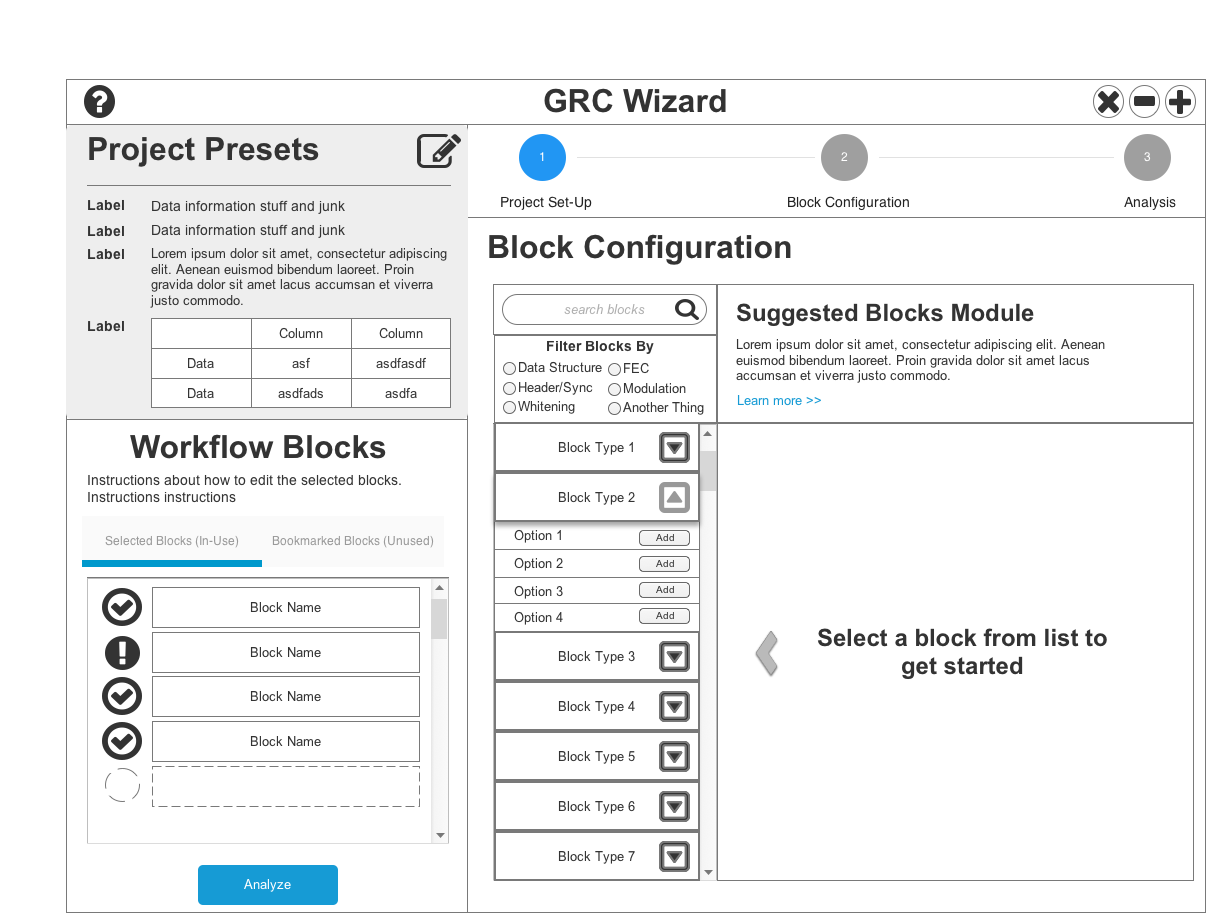 GRC Wizard
Project Presets
Label Data information stuff and junk
Label Data information stuff and junk
Label Lorem ipsum dolor sit amet, consectetur adipiscing
elit. Aenean euismod bibendum laoreet. Proin
gravida dolor sit amet lacus accumsan et viverra
justo commodo.
Label
Column Column
Data asf asdfasdf
Data asdfads asdfa
Workflow Blocks
Instructions about how to edit the selected blocks.
Instructions instructions
Selected Blocks (In-Use) Bookmarked Blocks (Unused)
Block Name
Block Name
Block Name
Block Name
Analyze
1 2 3
Project Set-Up Block Configuration Analysis
Block Configuration
search blocks
Filter Blocks By
Data Structure FEC
Header/Sync Modulation
Whitening Another Thing
Block Type 1
Block Type 2
Option 1 Add
Option 2 Add
Option 3 Add
Option 4 Add
Block Type 3
Block Type 4
Block Type 5
Block Type 6
Block Type 7
Suggested Blocks Module
Lorem ipsum dolor sit amet, consectetur adipiscing elit. Aenean
euismod bibendum laoreet. Proin gravida dolor sit amet lacus
accumsan et viverra justo commodo.
Learn more >>
Select a block from list to
get started